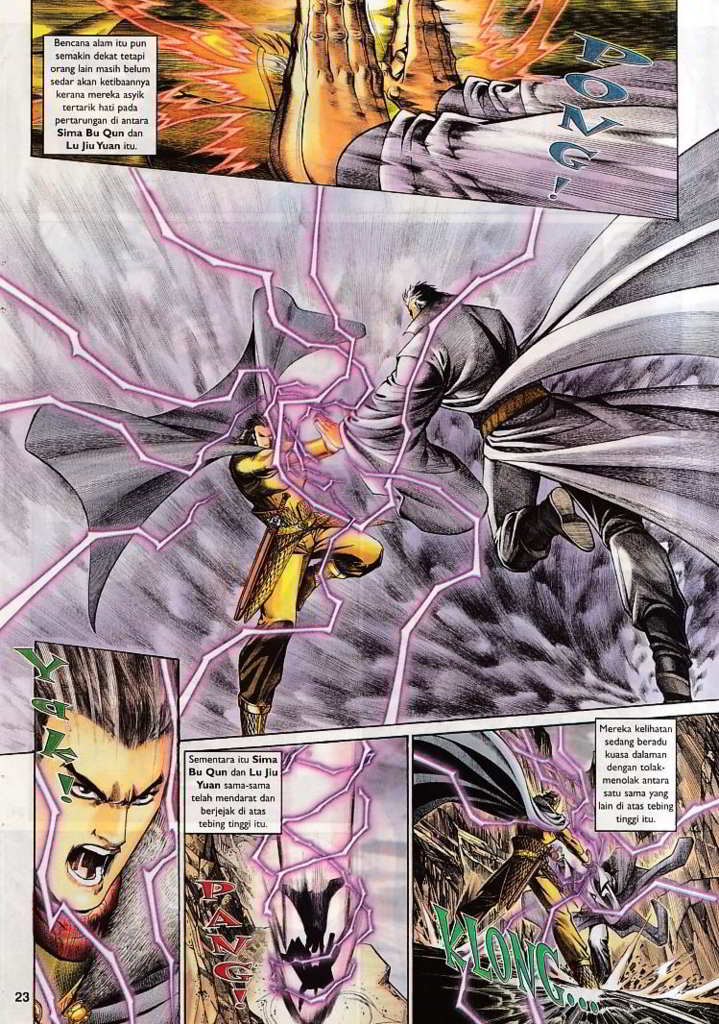 Bencana alam itu pun
semakin dekat tetapi
orang lain masih belum
sedar akan ketibaannya
kerana mereka asyik
tertarik hati pada
pertarungan di antara
Sima Bu Qun dan
Lu Jiu Yuan itu.
PONG!
Yak!
Sementara itu Sima
Bu Qun dan Lu Jiu
Yuan sama-sama
telah mendarat dan
berjejak di atas
tebing tinggi itu.
PANG!
Mereka kelihatan
sedang beradu
kuasa dalaman
dengan tolak-
menolak antara
satu sama yang
lain di atas tebing
tinggi itu.
KLONG...
23